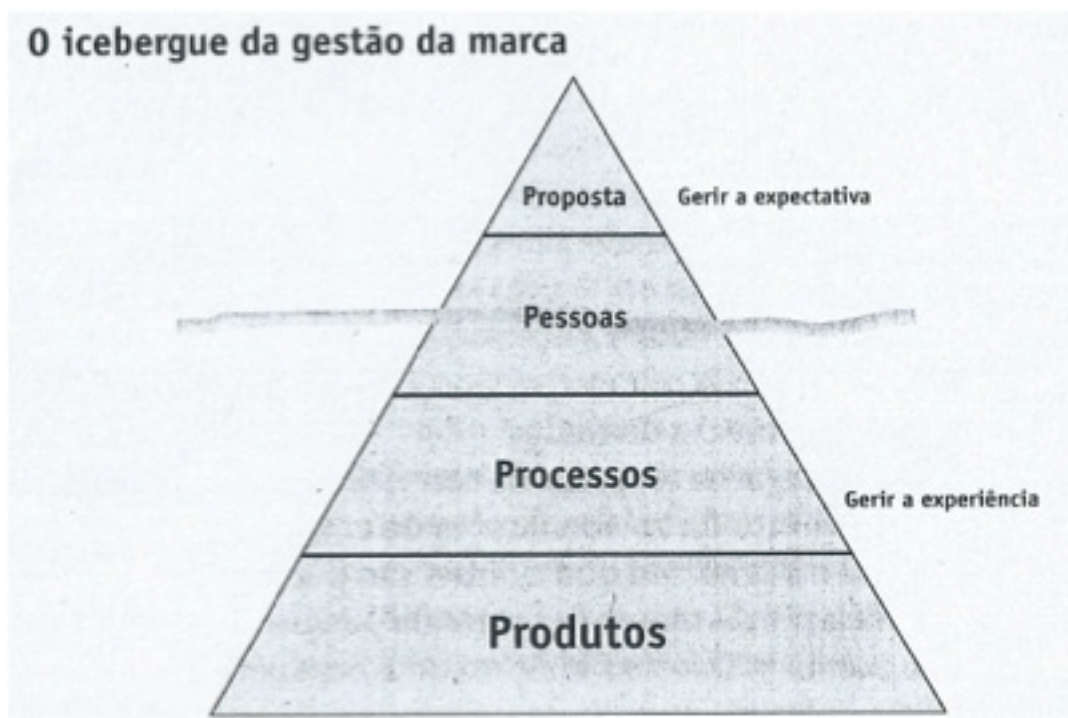 O icebergue da gestão da marca
Proposta
Gerir a expectativa
Pessoas
Processos
Gerir a experiência
Produtos